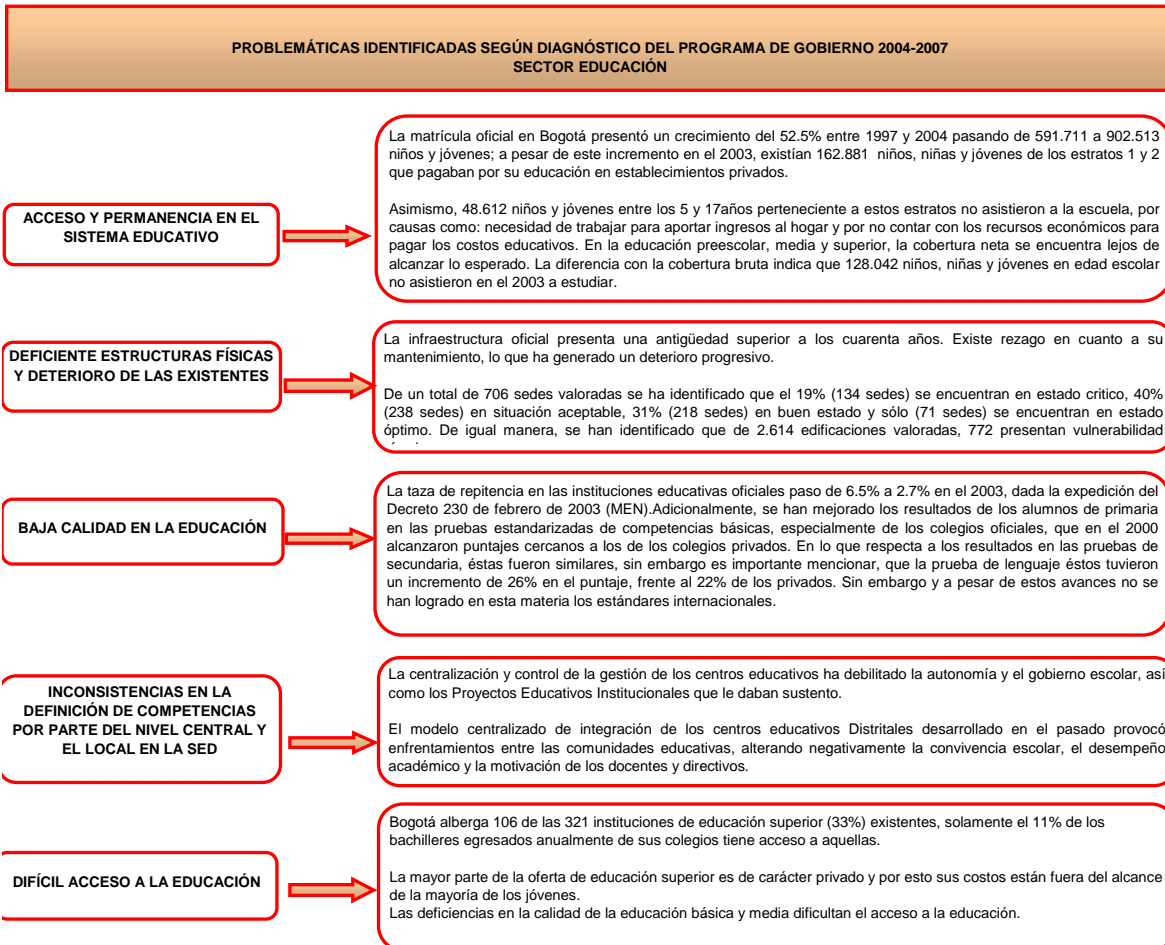 PROBLEMÁTICAS IDENTIFICADAS SEGÚN DIAGNÓSTICO DEL PROGRAMA DE GOBIERNO 2004-2007
SECTOR EDUCACIÓN
ACCESO Y PERMANENCIA EN EL
SISTEMA EDUCATIVO
La matrícula oficial en Bogotá presentó un crecimiento del 52.5% entre 1997 y 2004 pasando de 591.711 a 902.513
niños y jóvenes; a pesar de este incremento en el 2003, existían 162.881 niños, niñas y jóvenes de los estratos 1 y 2
que pagaban por su educación en establecimientos privados.
Asimismo, 48.612 niños y jóvenes entre los 5 y 17años perteneciente a estos estratos no asistieron a la escuela, por
causas como: necesidad de trabajar para aportar ingresos al hogar y por no contar con los recursos económicos para
pagar los costos educativos. En la educación preescolar, media y superior, la cobertura neta se encuentra lejos de
alcanzar lo esperado. La diferencia con la cobertura bruta indica que 128.042 niños, niñas y jóvenes en edad escolar
no asistieron en el 2003 a estudiar.
DEFICIENTE ESTRUCTURAS FÍSICAS
Y DETERIORO DE LAS EXISTENTES
La infraestructura oficial presenta una antigüedad superior a los cuarenta años. Existe rezago en cuanto a su
mantenimiento, lo que ha generado un deterioro progresivo.
De un total de 706 sedes valoradas se ha identificado que el 19% (134 sedes) se encuentran en estado critico, 40%
(238 sedes) en situación aceptable, 31% (218 sedes) en buen estado y sólo (71 sedes) se encuentran en estado
óptimo. De igual manera, se han identificado que de 2.614 edificaciones valoradas, 772 presentan vulnerabilidad
BAJA CALIDAD EN LA EDUCACIÓN
La taza de repitencia en las instituciones educativas oficiales paso de 6.5% a 2.7% en el 2003, dada la expedición del
Decreto 230 de febrero de 2003 (MEN).Adicionalmente, se han mejorado los resultados de los alumnos de primaria
en las pruebas estandarizadas de competencias básicas, especialmente de los colegios oficiales, que en el 2000
alcanzaron puntajes cercanos a los de los colegios privados. En lo que respecta a los resultados en las pruebas de
secundaria, éstas fueron similares, sin embargo es importante mencionar, que la prueba de lenguaje éstos tuvieron
un incremento de 26% en el puntaje, frente al 22% de los privados. Sin embargo y a pesar de estos avances no se
han logrado en esta materia los estándares internacionales.
INCONSISTENCIAS EN LA
DEFINICIÓN DE COMPETENCIAS
POR PARTE DEL NIVEL CENTRAL Y
EL LOCAL EN LA SED
La centralización y control de la gestión de los centros educativos ha debilitado la autonomía y el gobierno escolar, así
como los Proyectos Educativos Institucionales que le daban sustento.
El modelo centralizado de integración de los centros educativos Distritales desarrollado en el pasado provocó
enfrentamientos entre las comunidades educativas, alterando negativamente la convivencia escolar, el desempeño
académico y la motivación de los docentes y directivos.
DIFÍCIL ACCESO A LA EDUCACIÓN
Bogotá alberga 106 de las 321 instituciones de educación superior (33%) existentes, solamente el 11% de los
bachilleres egresados anualmente de sus colegios tiene acceso a aquellas.
La mayor parte de la oferta de educación superior es de carácter privado y por esto sus costos están fuera del alcance
de la mayoría de los jóvenes.
Las deficiencias en la calidad de la educación básica y media dificultan el acceso a la educación.